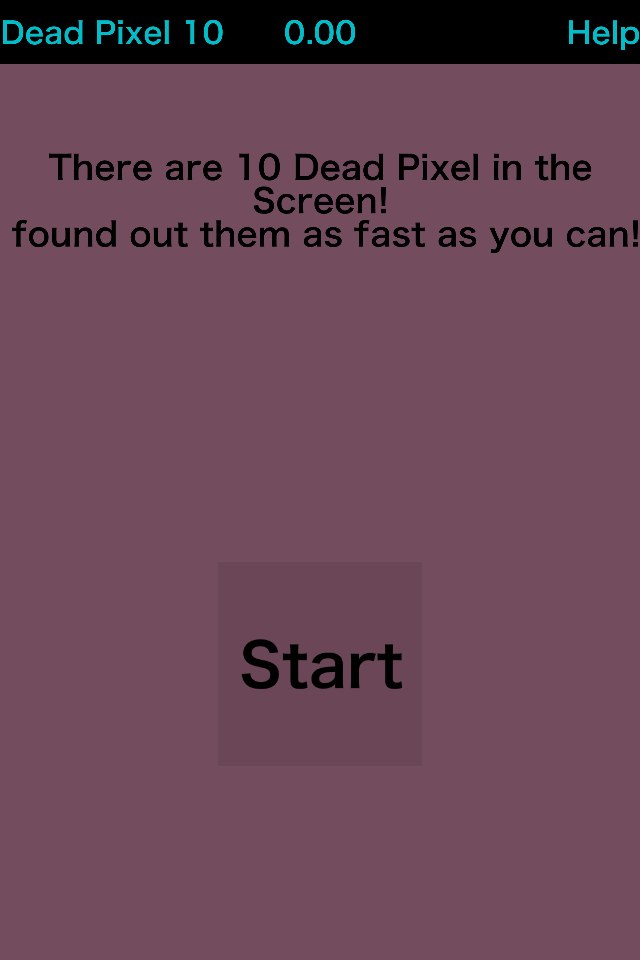 Dead Pixel 10 0.00 Help
There are 10 Dead Pixel in the
Screen!
found out them as fast as you can!
Start